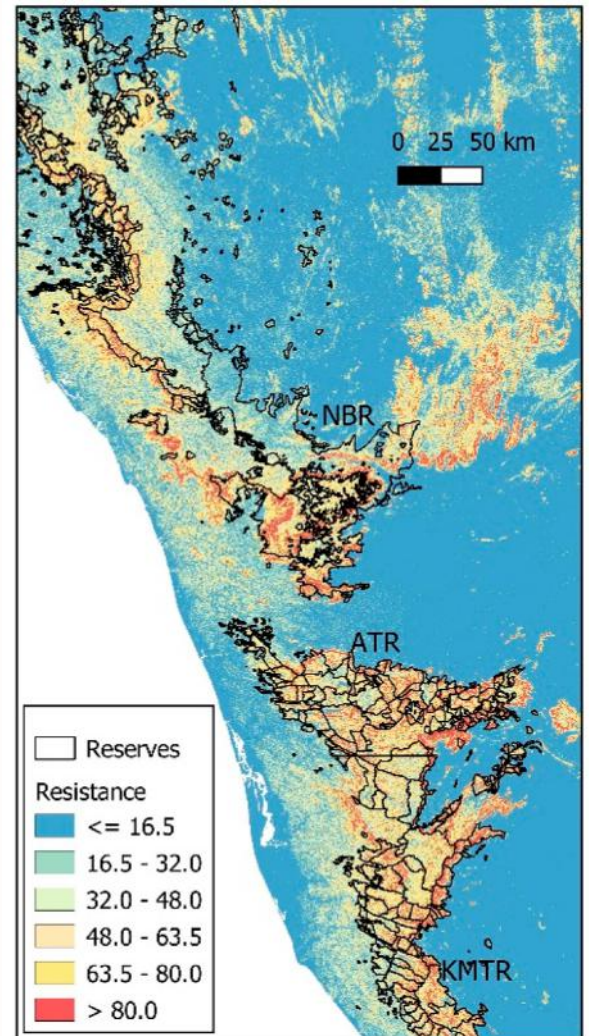 0 25 50 km
NBR
ATR
Reserves
Resistance
<= 16.5
16.5 - 32.0
32.0 - 48.0
48.0 - 63.5
63.5 - 80.0
> 80.0
KMTR